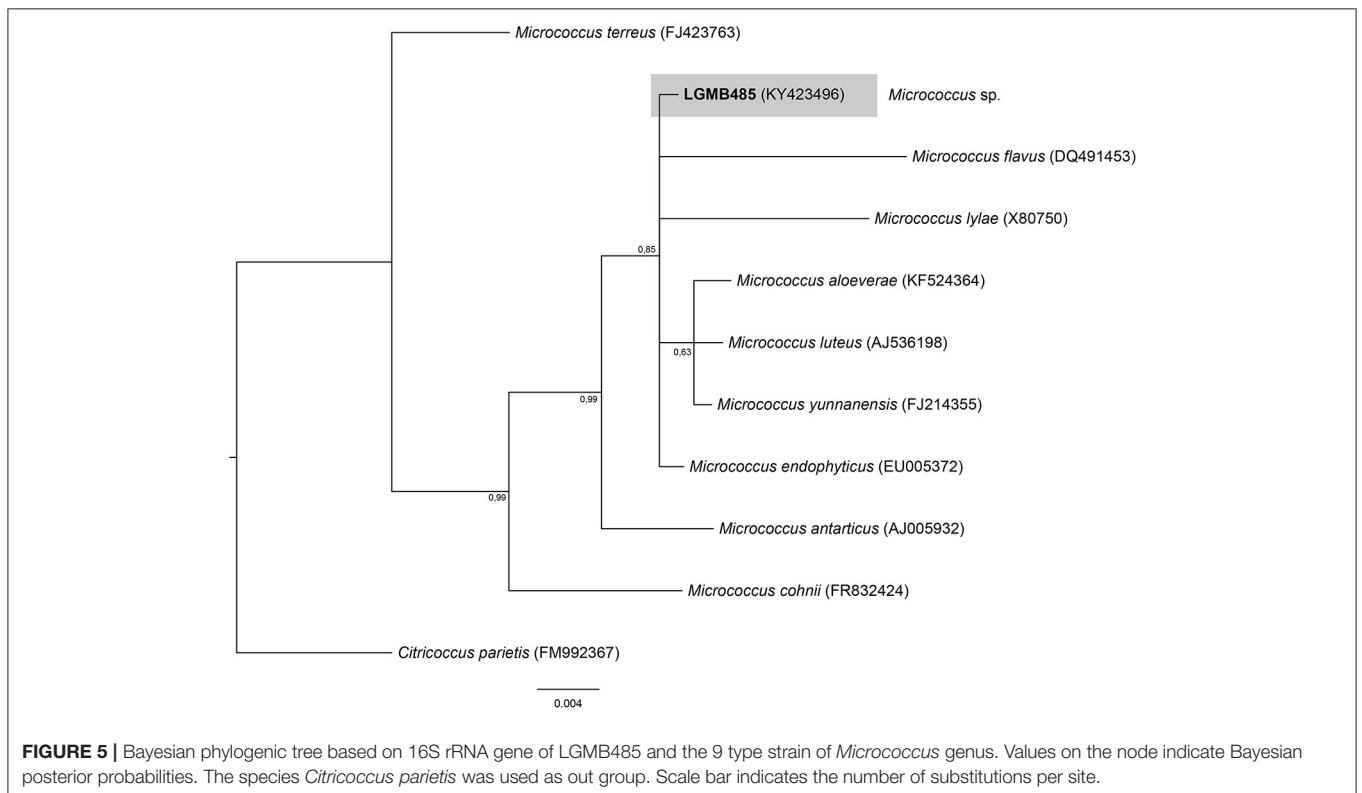 Micrococcus terreus (FJ423763)
LGMB485 (KY423496) Micrococcus sp.
Micrococcus flavus (DQ491453)
Micrococcus lylae (X80750)
0,85
Micrococcus aloeverae (KF524364)
Micrococcus luteus (AJ536198)
0,63
Micrococcus yunnanensis (FJ214355)
0,99
Micrococcus endophyticus (EU005372)
0,99
Micrococcus antarticus (AJ005932)
Micrococcus cohnii (FR832424)
Citricoccus parietis (FM992367)
0.004
FIGURE 5 | Bayesian phylogenic tree based on 16S rRNA gene of LGMB485 and the 9 type strain of Micrococcus genus. Values on the node indicate Bayesian
posterior probabilities. The species Citricoccus parietis was used as out group. Scale bar indicates the number of substitutions per site.